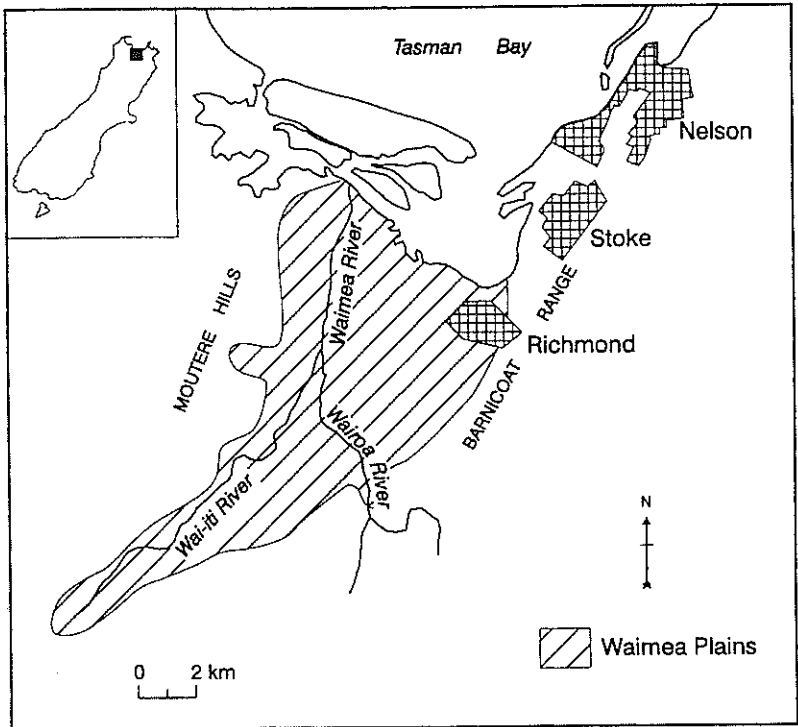 Tasman Bay
Nelson
Stoke
Richmond
BARNICOAT RANGE
MOUTERE HILLS
Waimea River
Wairoa River
Wai-iti River
N
Waimea Plains
0 2 km